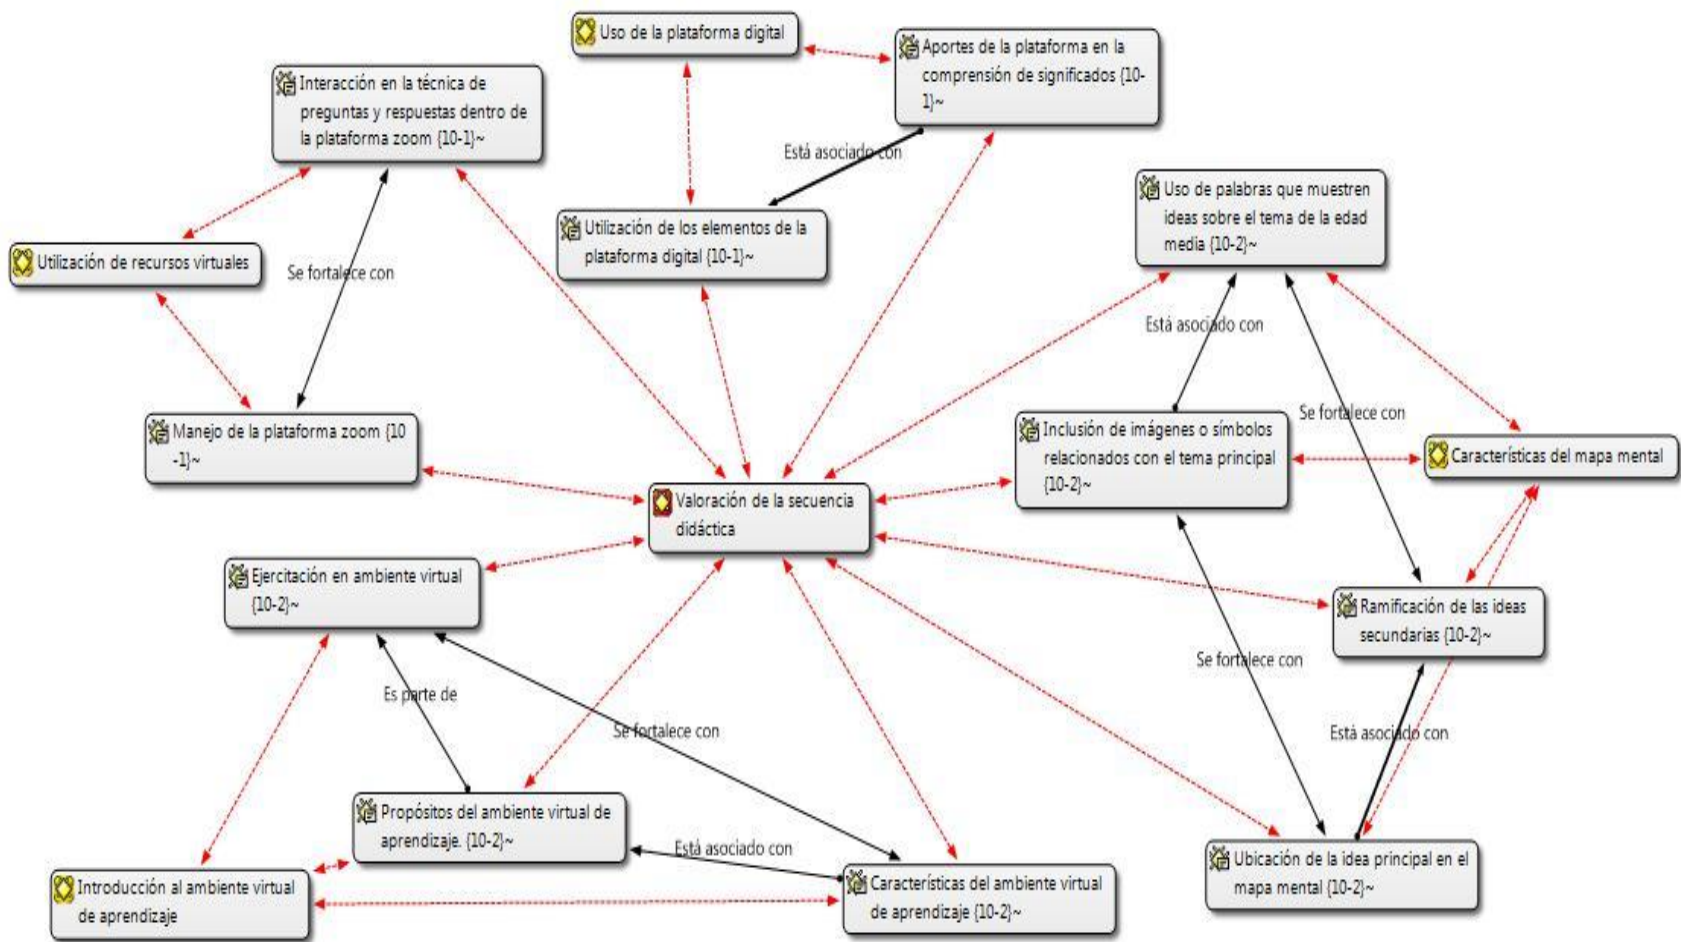 Uso de la plataforma digital
Aportes de la plataforma en la
comprensión de significados {10-
1}~
Interacción en la técnica de
preguntas y respuestas dentro de
la plataforma zoom {10-1}~
Está asociado con
Uso de palabras que muestren
ideas sobre el tema de la edad
media {10-2}~
Utilización de los elementos de la
plataforma digital {10-1}~
Utilización de recursos virtuales
Se fortalece con
Está asociado con
Manejo de la plataforma zoom {10
-1}~
Se fortalece con
Inclusión de imágenes o símbolos
relacionados con el tema principal
{10-2}~
Características del mapa mental
Valoración de la secuencia
didáctica
Ejercitación en ambiente virtual
{10-2}~
Ramificación de las ideas
secundarias {10-2}~
Se fortalece con
Es parte de
Se fortalece con
Está asociado con
Propósitos del ambiente virtual de
aprendizaje. {10-2}~
Está asociado con
Ubicación de la idea principal en el
mapa mental {10-2}~
Introducción al ambiente virtual
de aprendizaje
Características del ambiente virtual
de aprendizaje {10-2}~